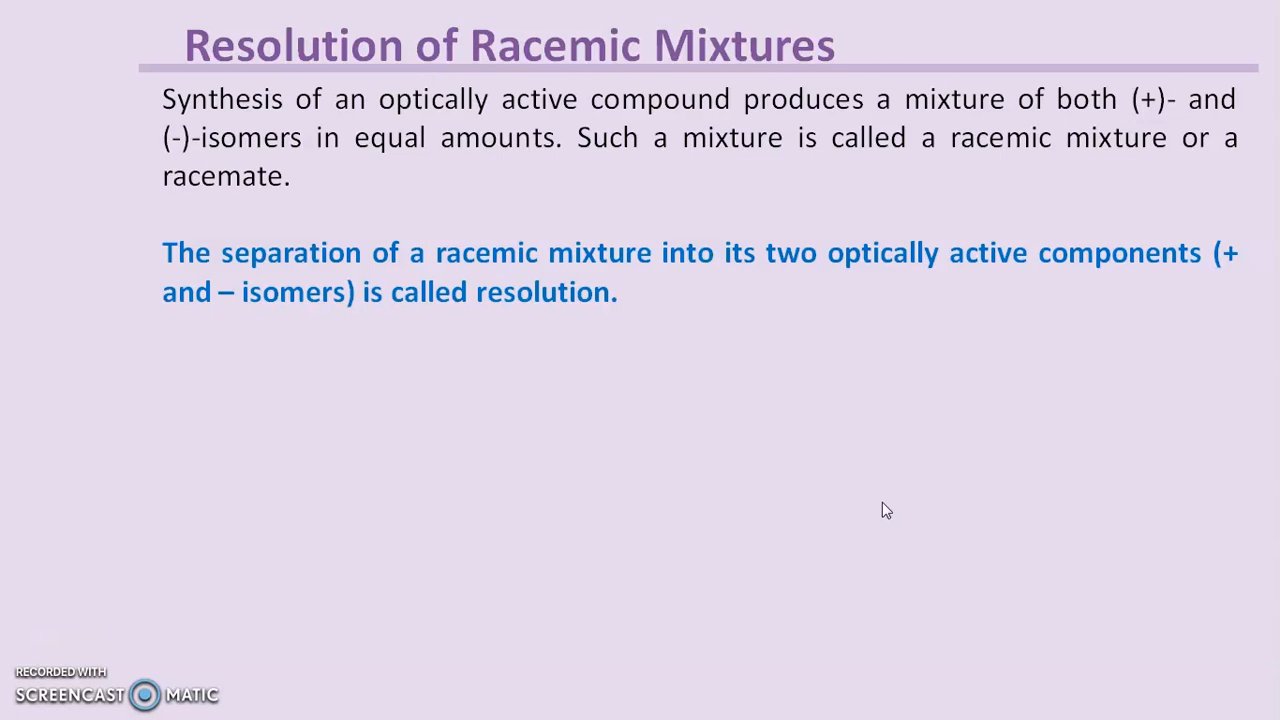 Resolution of Racemic Mixtures
Synthesis of an optically active compound produces a mixture of both (+)- and
(-)-isomers in equal amounts. Such a mixture is called a racemic mixture or a
racemate.
The separation of a racemic mixture into its two optically active components (+
and – isomers) is called resolution.
RECORDED WITH
SCREENCAST MATIC